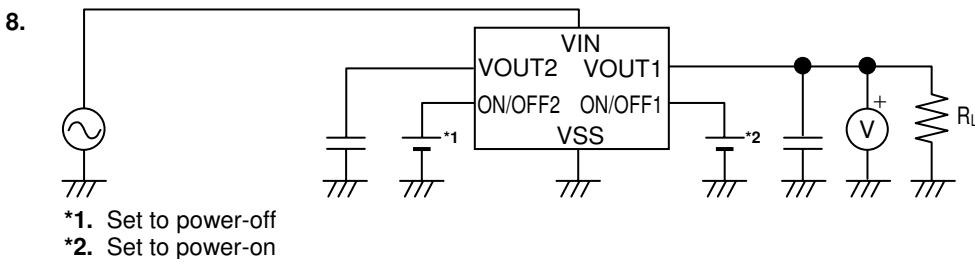 8.
VIN
VOUT2 VOUT1
ON/OFF2 ON/OFF1
*1 VSS *2
+
V
RL
*1. Set to power-off
*2. Set to power-on